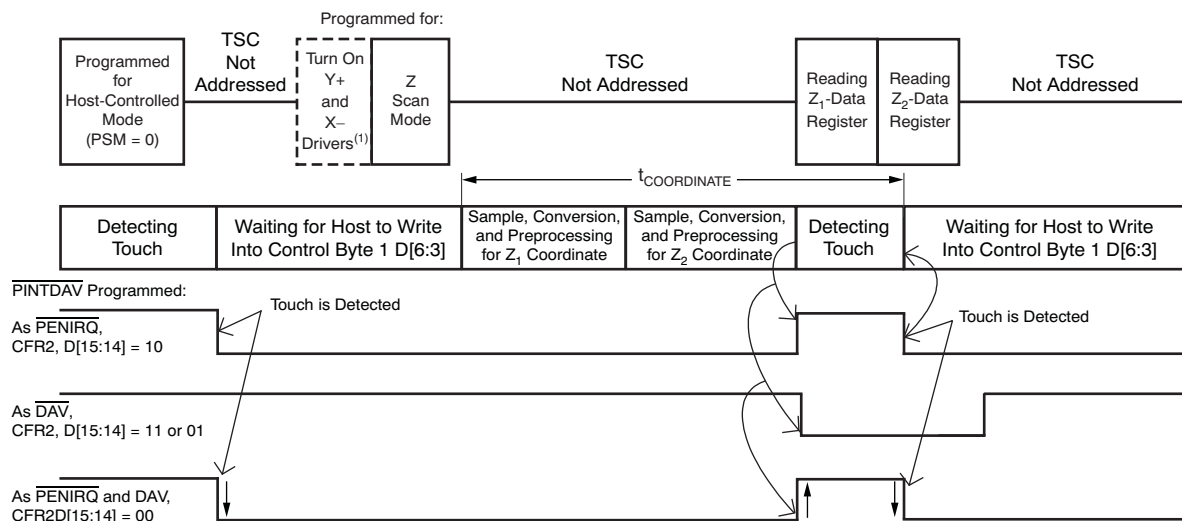 Programmed for:
Programmed
for
Host-Controlled
Mode
(PSM = 0)
TSC
Not
Addressed
Turn On
Y+
and
X–
Drivers(1)
Z
Scan
Mode
TSC
Not Addressed
Reading
Z1-Data
Register
Reading
Z2-Data
Register
TSC
Not Addressed
tCOORDINATE
Detecting
Touch
Waiting for Host to Write
Into Control Byte 1 D[6:3]
Sample, Conversion,
and Preprocessing
for Z1 Coordinate
Sample, Conversion,
and Preprocessing
for Z2 Coordinate
Detecting
Touch
Waiting for Host to Write
Into Control Byte 1 D[6:3]
PINTDAV Programmed:
Touch is Detected
As PENIRQ,
CFR2, D[15:14] = 10
Touch is Detected
As DAV,
CFR2, D[15:14] = 11 or 01
As PENIRQ and DAV,
CFR2D[15:14] = 00